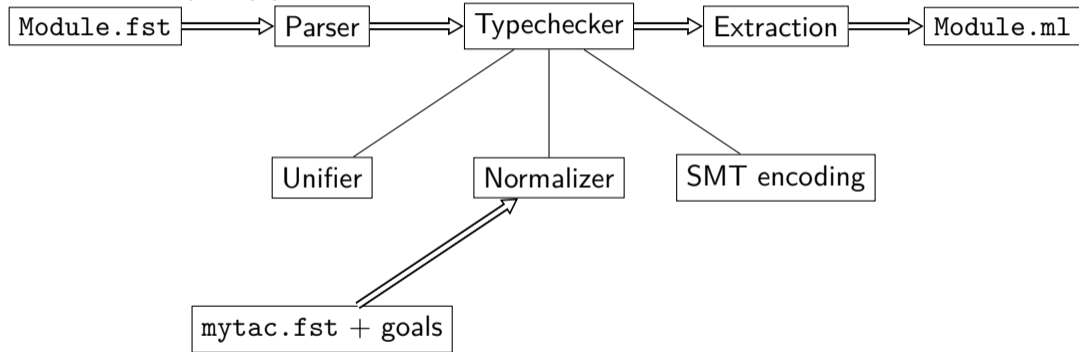 Module.fst Parser Typechecker Extraction Module.ml
Unifier Normalizer SMT encoding
mytac.fst + goals